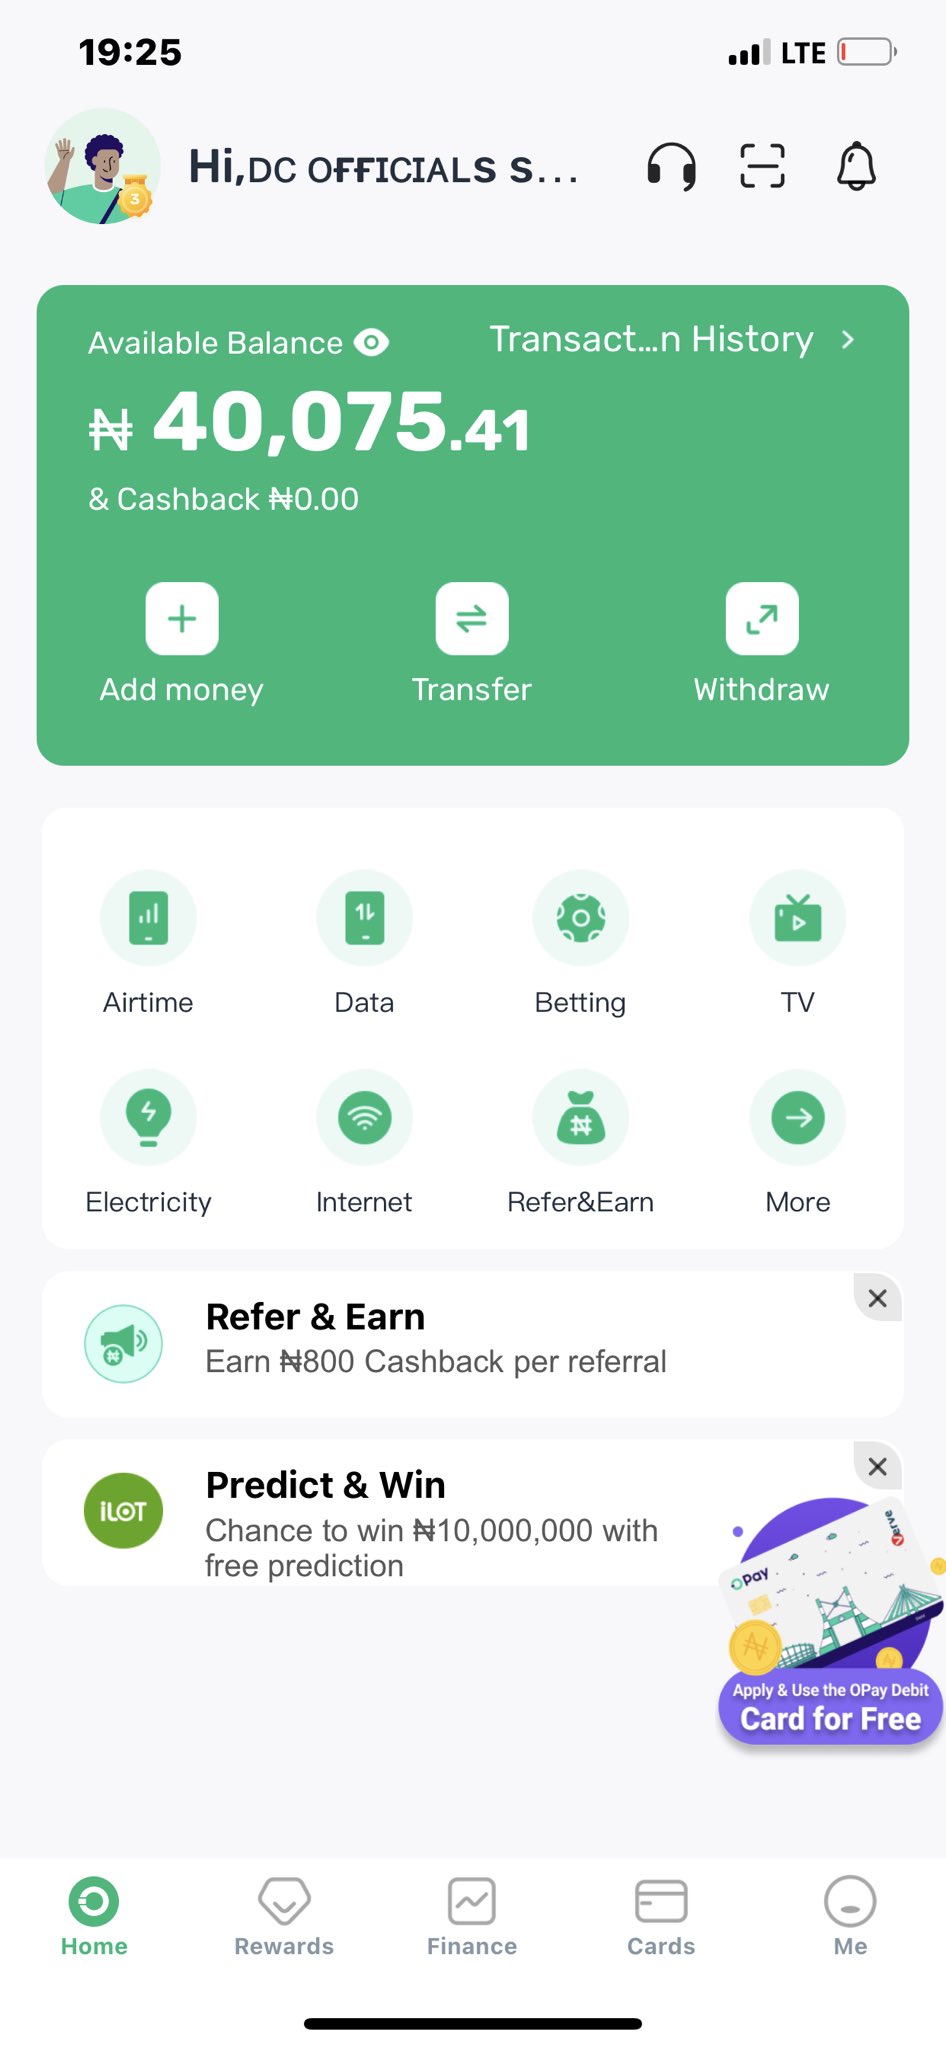 19:25 LTE
3
Hi,DC OFFICIALS S...
Available Balance Transact...n History
₦ 40,075.41
& Cashback ₦0.00
Add money Transfer Withdraw
Airtime Data Betting TV
Electricity Internet Refer&Earn More
Refer & Earn
Earn ₦800 Cashback per referral
iLOT
Predict & Win
Chance to win ₦10,000,000 with
free prediction
OPay Verve
Apply & Use the OPay Debit
Card for Free
Home Rewards Finance Cards Me